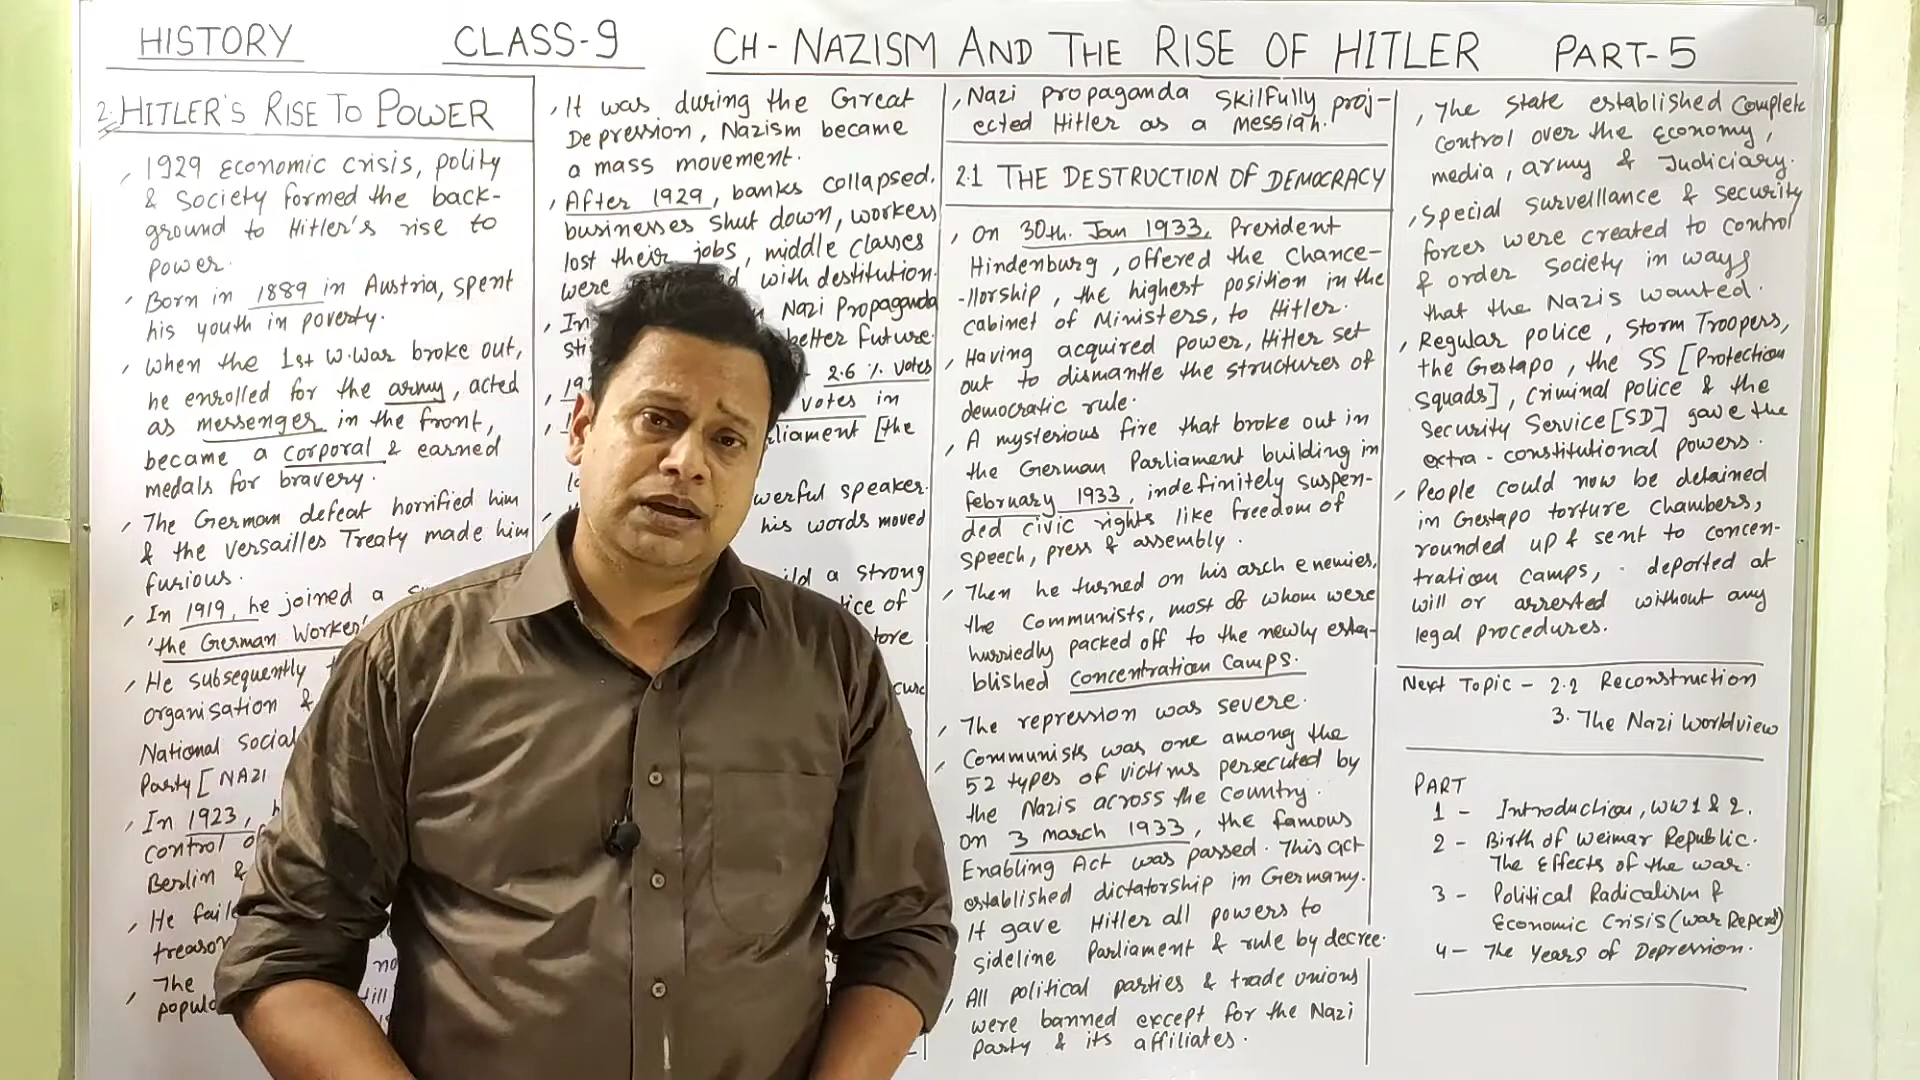 HISTORY CLASS-9 CH- NAZISM AND THE RISE OF HITLER PART-5
2. HITLER'S RISE TO POWER
, 1929 Economic crisis, polity
& Society formed the back-
ground to Hitler's rise to
power.
, Born in 1889 in Austria, spent
his youth in poverty.
, When the 1st W.War broke out,
he enrolled for the army, acted
as messenger in the front,
became a corporal & earned
medals for bravery.
, The German defeat horrified him
& the Versailles Treaty made him
furious.
, In 1919, he joined a
'the German Worker
, He subsequently
organisation &
National Social
Party [NAZI
, In 1923,
control of
Berlin &
, He faile
treason
, The
popul
, It was during the Great
Depression, Nazism became
a mass movement.
, After 1929, banks collapsed,
businesses shut down, workers
lost their jobs, middle classes
were with destitution.
, In Nazi Propaganda
sti better future.
, 19 2.6 % votes
votes in
liament [the
werful speaker.
his words moved
ild a strong
tice of
tore
, Nazi propaganda skilfully proj-
ected Hitler as a messiah.
2.1 THE DESTRUCTION OF DEMOCRACY
, On 30th. Jan 1933, President
Hindenburg, offered the Chance-
-llorship, the highest position in the
cabinet of Ministers, to Hitler.
, Having acquired power, Hitler set
out to dismantle the structures of
democratic rule.
, A mysterious fire that broke out in
the German Parliament building in
february 1933, indefinitely suspen-
ded civic rights like freedom of
speech, press & assembly.
, Then he turned on his arch enemies,
the Communists, most of whom were
hurriedly packed off to the newly esta-
blished Concentration Camps.
, The repression was severe.
, Communists was one among the
52 types of victims persecuted by
the Nazis across the country.
On 3 march 1933, the famous
Enabling Act was passed. This act
established dictatorship in Germany.
It gave Hitler all powers to
sideline Parliament & rule by decree.
, All political parties & trade unions
were banned except for the Nazi
Party & its affiliates.
, The State established Complete
control over the Economy,
media, army & Judiciary.
, Special surveillance & security
forces were created to control
& order society in ways
that the Nazis wanted.
, Regular police, Storm Troopers,
the Gestapo, the SS [Protection
Squads], criminal police & the
Security Service [SD] gave the
extra-constitutional powers.
, People could now be detained
in Gestapo torture chambers,
rounded up & sent to concen-
tration camps, deported at
will or arrested without any
legal procedures.
Next Topic - 2.2 Reconstruction
3. The Nazi Worldview
PART
1 - Introduction, WW1 & 2.
2 - Birth of Weimar Republic.
The Effects of the war.
3 - Political Radicalism &
Economic Crisis (War Repend)
4 - The Years of Depression.